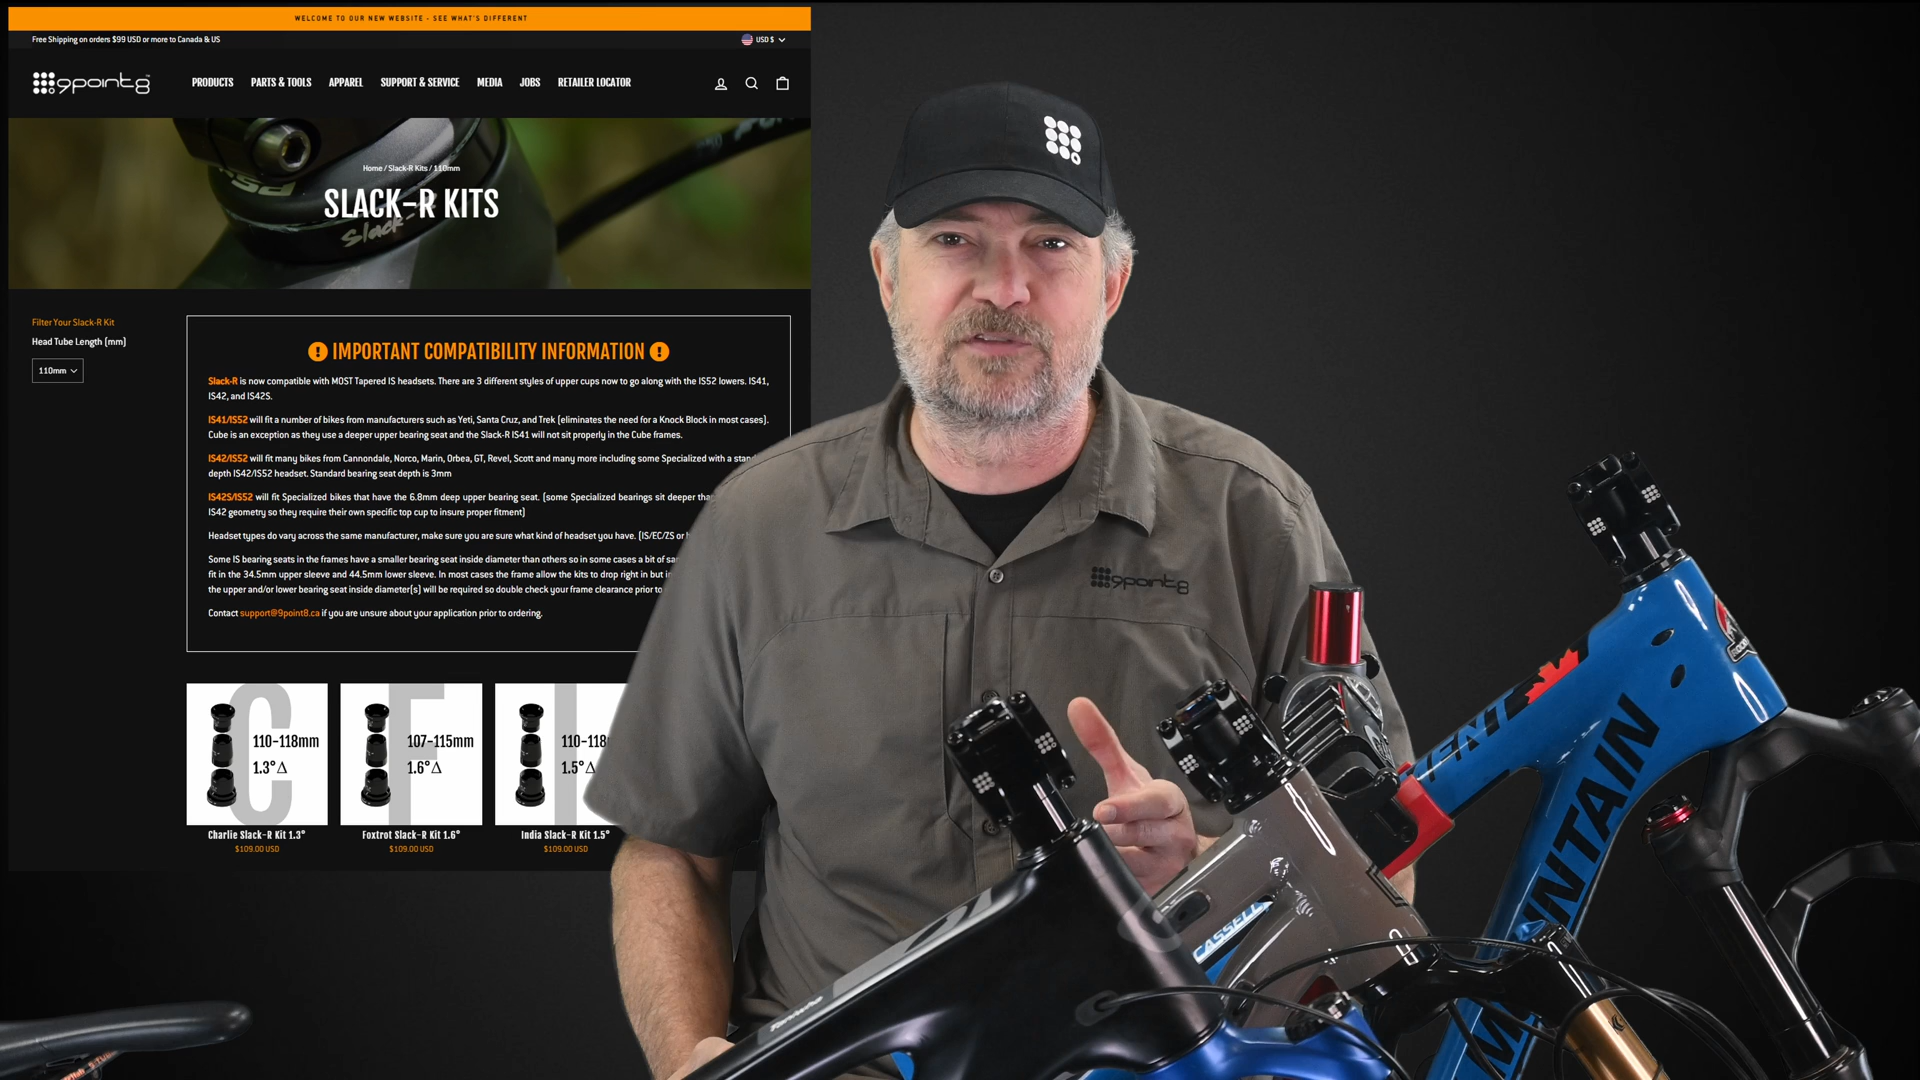 WELCOME TO OUR NEW WEBSITE - SEE WHAT'S DIFFERENT
Free Shipping on orders $99 USD or more to Canada & US
USD $
9point8
PRODUCTS PARTS & TOOLS APPAREL SUPPORT & SERVICE MEDIA JOBS RETAILER LOCATOR
Home / Slack-R Kits / 110mm
SLACK-R KITS
Slack-
Filter Your Slack-R Kit
Head Tube Length (mm)
110mm
! IMPORTANT COMPATIBILITY INFORMATION !
Slack-R is now compatible with MOST Tapered IS headsets. There are 3 different styles of upper cups now to go along with the IS52 lowers. IS41,
IS42, and IS42S.
IS41/IS52 will fit a number of bikes from manufacturers such as Yeti, Santa Cruz, and Trek (eliminates the need for a Knock Block in most cases).
Cube is an exception as they use a deeper upper bearing seat and the Slack-R IS41 will not sit properly in the Cube frames.
IS42/IS52 will fit many bikes from Cannondale, Norco, Marin, Orbea, GT, Revel, Scott and many more including some Specialized with a stan
depth IS42/IS52 headset. Standard bearing seat depth is 3mm
IS42S/IS52 will fit Specialized bikes that have the 6.8mm deep upper bearing seat. (some Specialized bearings sit deeper tha
IS42 geometry so they require their own specific top cup to insure proper fitment)
Headset types do vary across the same manufacturer, make sure you are sure what kind of headset you have. (IS/EC/ZS or
Some IS bearing seats in the frames have a smaller bearing seat inside diameter than others so in some cases a bit of sa
fit in the 34.5mm upper sleeve and 44.5mm lower sleeve. In most cases the frame allow the kits to drop right in but i
the upper and/or lower bearing seat inside diameter(s) will be required so double check your frame clearance prior to
Contact support@9point8.ca if you are unsure about your application prior to ordering.
C
110-118mm
1.3°Δ
F
107-115mm
1.6°Δ
I
110-118
1.5°Δ
Charlie Slack-R Kit 1.3°
$109.00 USD
Foxtrot Slack-R Kit 1.6°
$109.00 USD
India Slack-R Kit 1.5°
$109.00 USD
9point8
CASSELL
MOUNTAIN